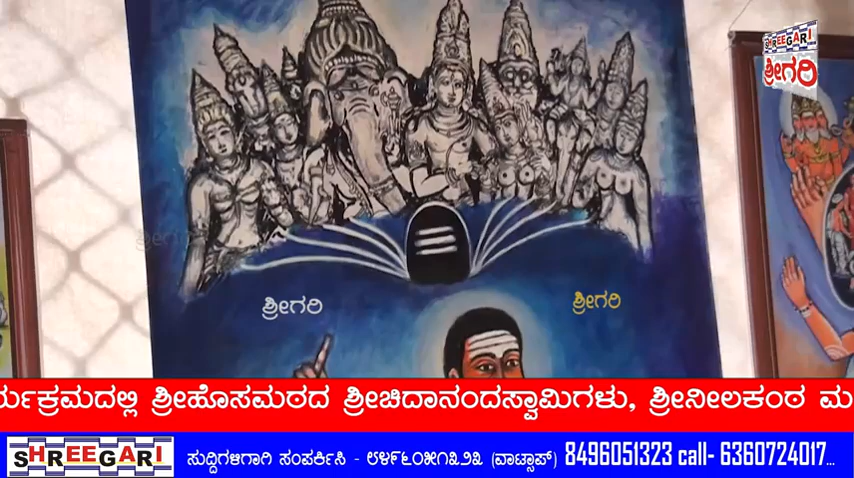 SHREEGARI
ಶ್ರೀಗರಿ
ಶ್ರೀಗರಿ
ಶ್ರೀಗರಿ
ರ್ಯಕ್ರಮದಲ್ಲಿ ಶ್ರೀಹೊಸಮಠದ ಶ್ರೀಚಿದಾನಂದಸ್ವಾಮಿಗಳು, ಶ್ರೀನೀಲಕಂಠ ಮ
SHREEGARI ಸುದ್ದಿಗಳಿಗಾಗಿ ಸಂಪರ್ಕಿಸಿ - ೮೪೯೬೦೫೧೩೨೩ (ವಾಟ್ಸಾಪ್) 8496051323 call- 6360724017...